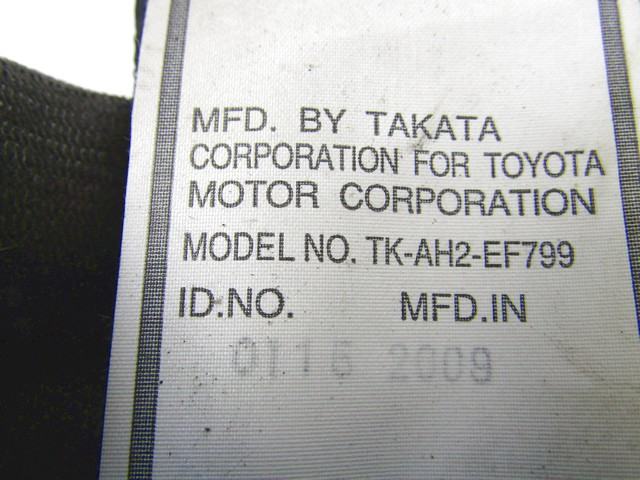 MFD. BY TAKATA
CORPORATION FOR TOYOTA
MOTOR CORPORATION
MODEL NO. TK-AH2-EF799
ID.NO. MFD.IN
0116 2009